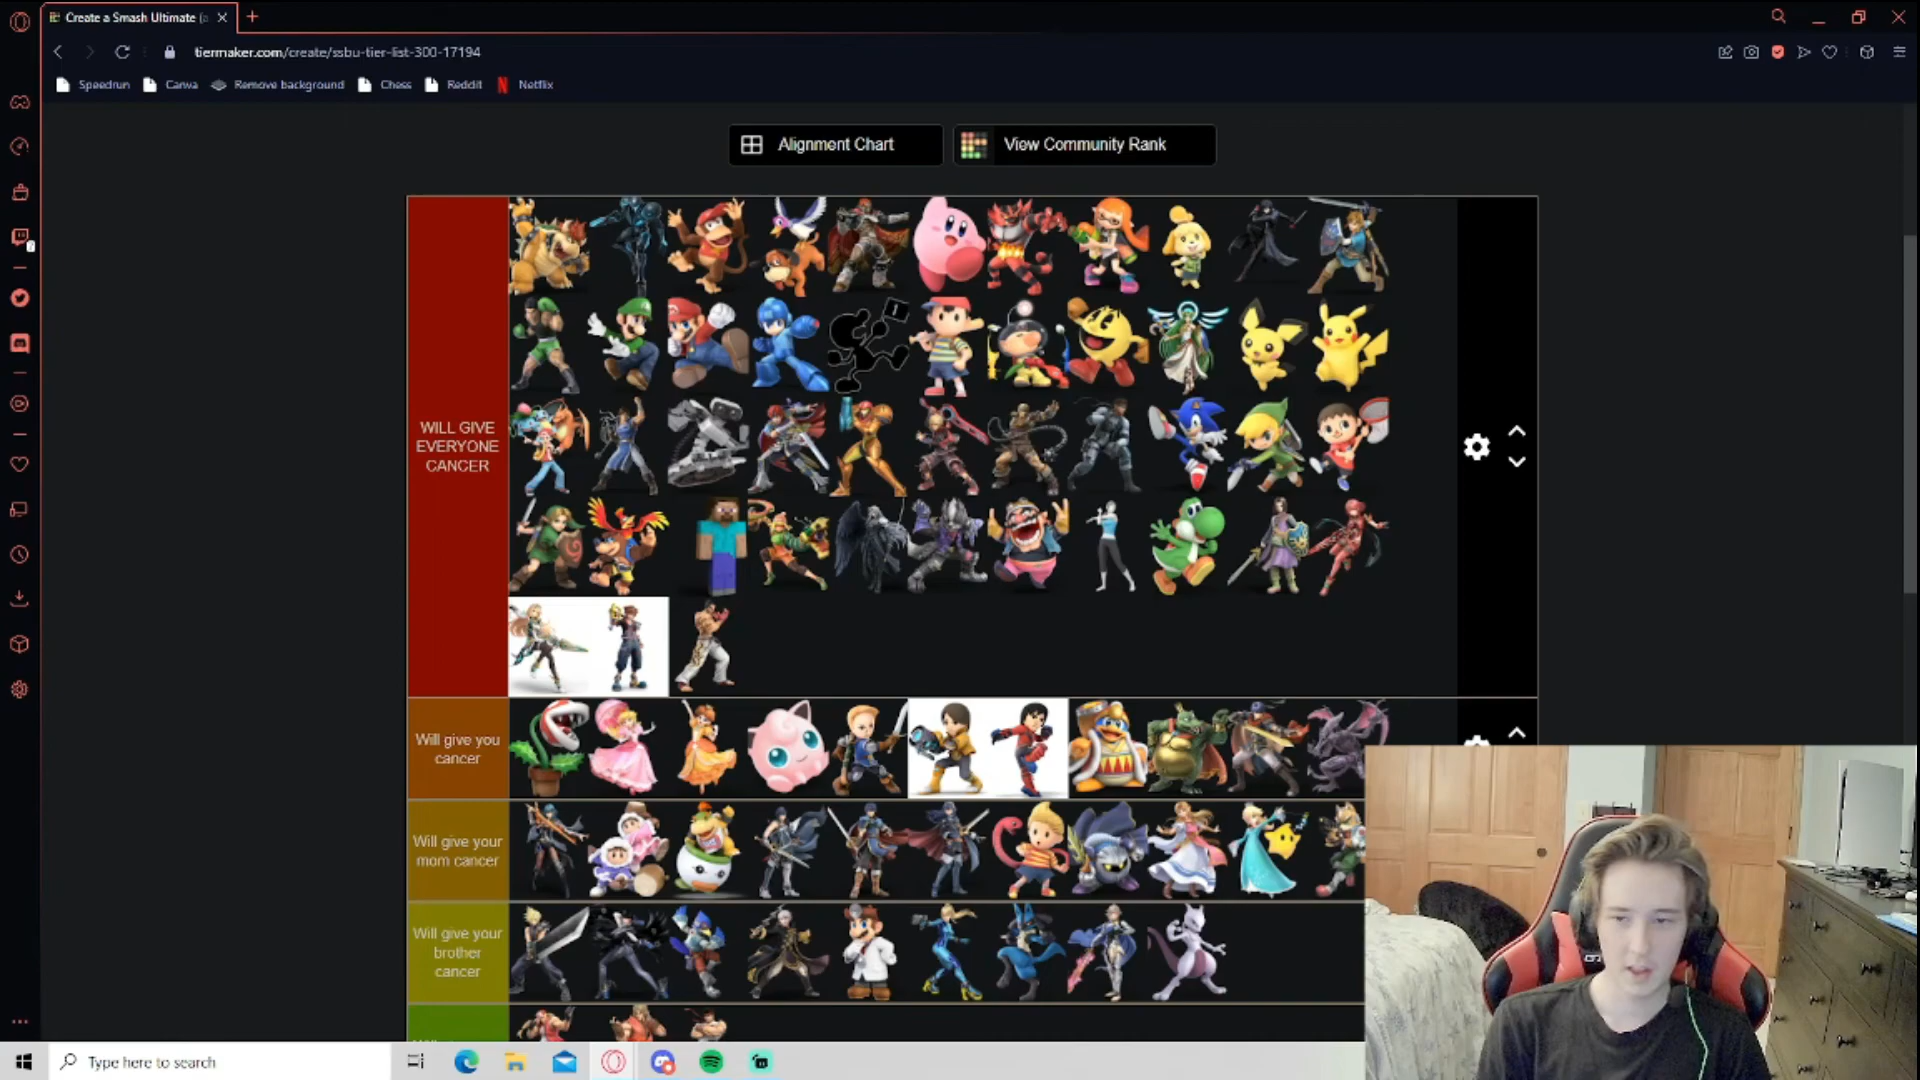 Create a Smash Ultimate (a
tiermaker.com/create/ssbu-tier-list-300-17194
Speedrun Canva Remove background Chess Reddit Netflix
Alignment Chart View Community Rank
WILL GIVE
EVERYONE
CANCER
Will give you
cancer
Will give your
mom cancer
Will give your
brother
cancer
Type here to search